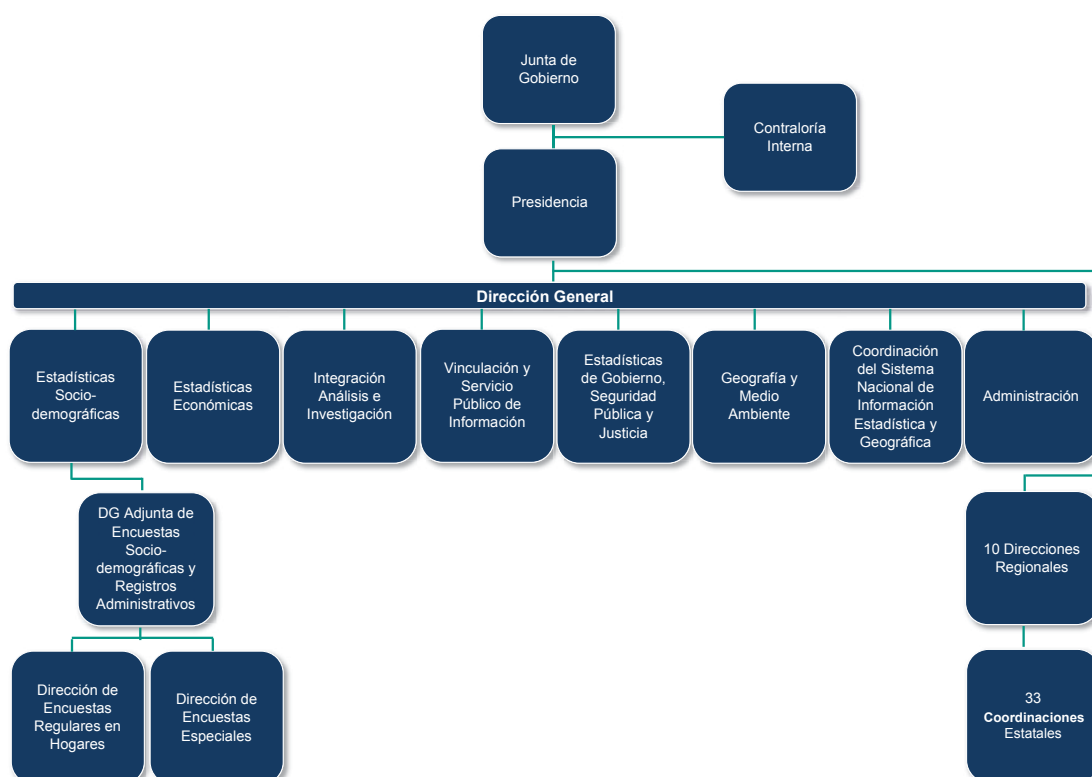 Junta de
Gobierno
Contraloría
Interna
Presidencia
Dirección General
Estadísticas
Socio-
demográficas
Estadísticas
Económicas
Integración
Análisis e
Investigación
Vinculación y
Servicio
Público de
Información
Estadísticas
de Gobierno,
Seguridad
Pública y
Justicia
Geografía y
Medio
Ambiente
Coordinación
del Sistema
Nacional de
Información
Estadística y
Geográfica
Administración
DG Adjunta de
Encuestas
Socio-
demográficas y
Registros
Administrativos
10 Direcciones
Regionales
Dirección de
Encuestas
Regulares en
Hogares
Dirección de
Encuestas
Especiales
33
Coordinaciones
Estatales